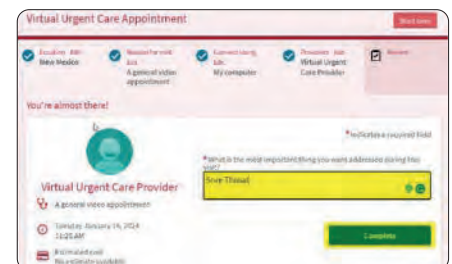 Virtual Urgent Care Appointment
Start over
Location Edit
New Mexico
Reason for visit
Edit
A general video
appointment
Connect Using
Edit
My computer
Providers Edit
Virtual Urgent
Care Provider
Review
You're almost there!
*Indicates a required field
Virtual Urgent Care Provider
A general video appointment
Tuesday January 16, 2024
11:25 AM
Estimated cost
No estimate available
*What is the most important thing you want addressed during this
visit?
Sore Throat
Complete